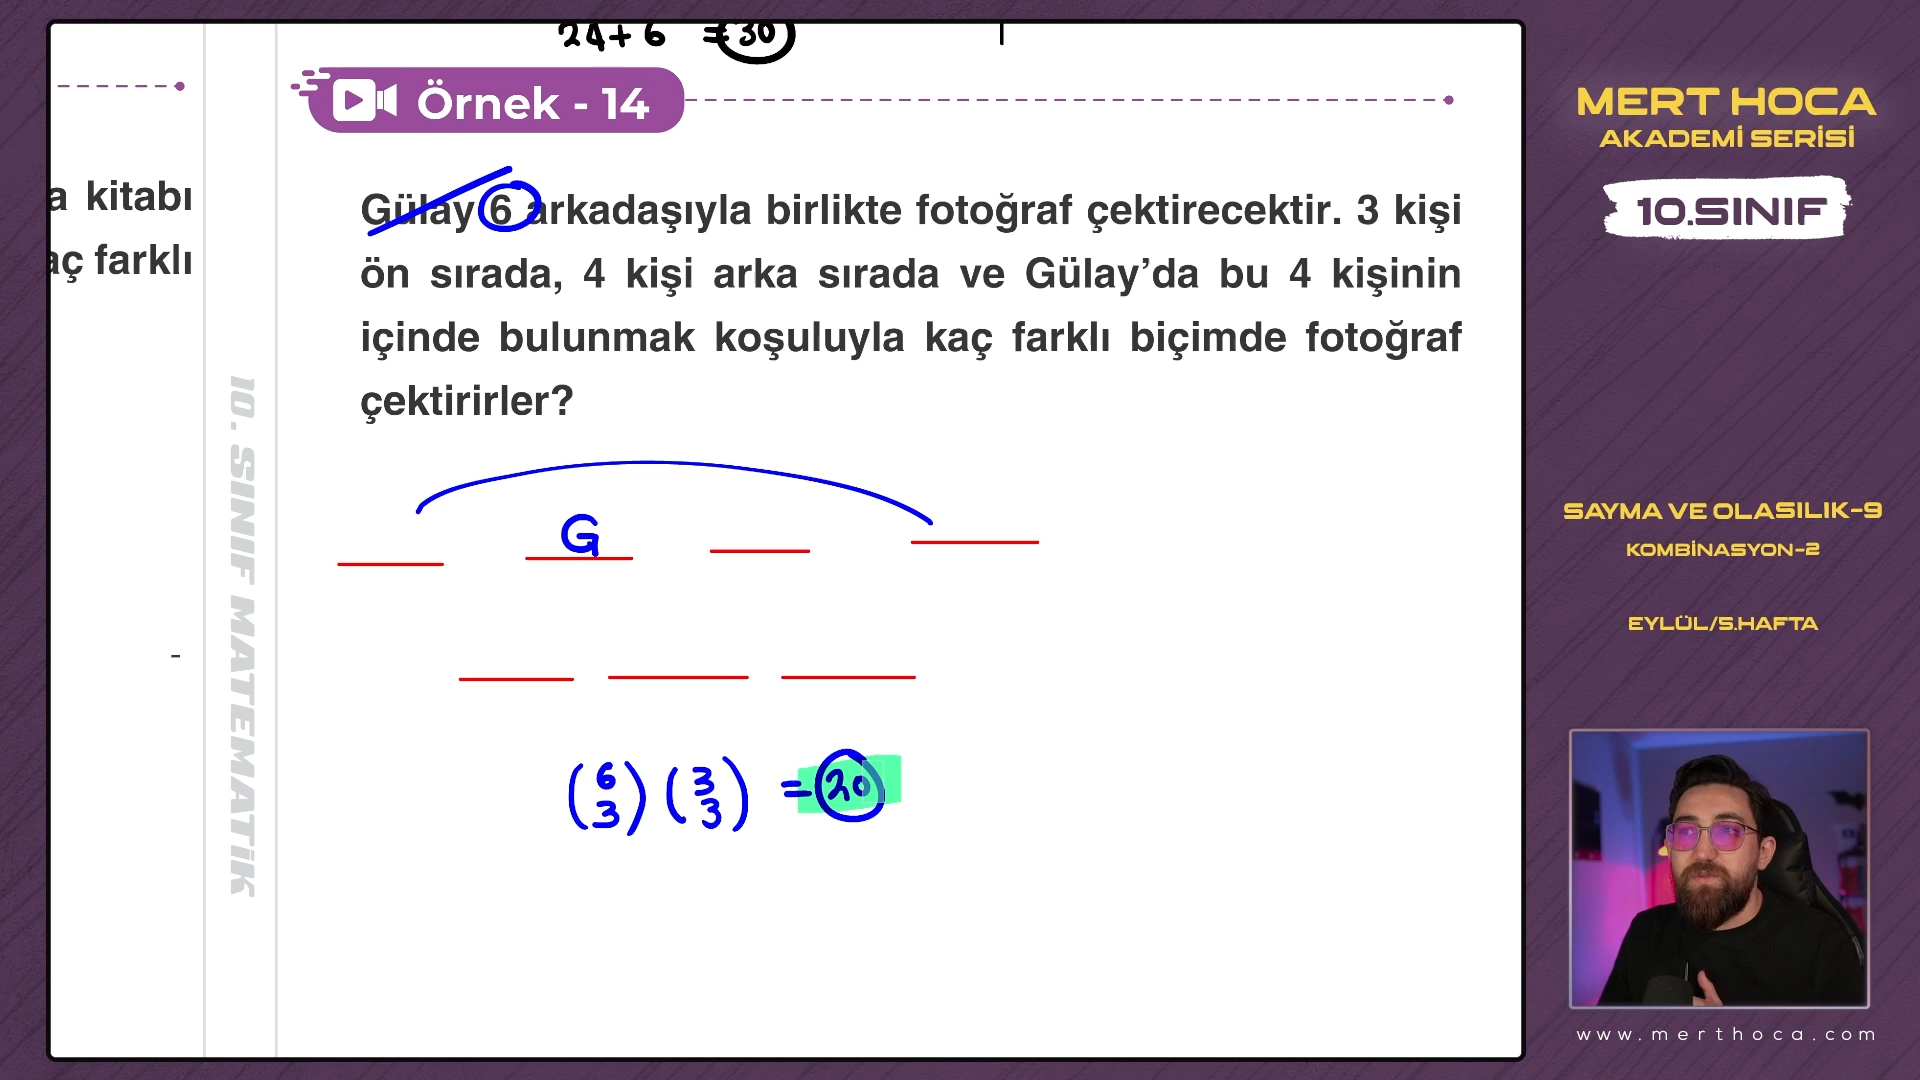 24+6 =30
Örnek - 14
a kitabı
aç farklı
-
10. SINIF MATEMATİK
Gülay 6 arkadaşıyla birlikte fotoğraf çektirecektir. 3 kişi
ön sırada, 4 kişi arka sırada ve Gülay’da bu 4 kişinin
içinde bulunmak koşuluyla kaç farklı biçimde fotoğraf
çektirirler?
G
(6 3) (3 3) = 20
MERT HOCA
AKADEMİ SERİSİ
10.SINIF
SAYMA VE OLASILIK-9
KOMBİNASYON-2
EYLÜL/5.HAFTA
www.merthoca.com